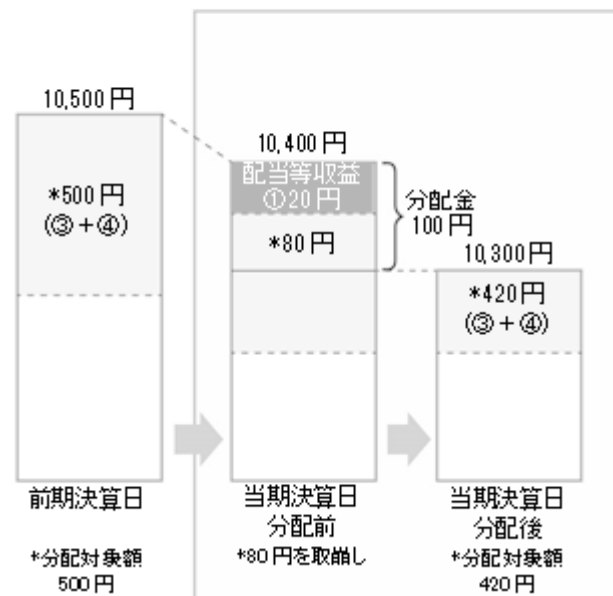 10,500円
*500円
(③+④)
前期決算日
*分配対象額
500円
10,400円
配当等収益
①20円
*80円
分配金
100円
当期決算日
分配前
*80円を取崩し
10,300円
*420円
(③+④)
当期決算日
分配後
*分配対象額
420円